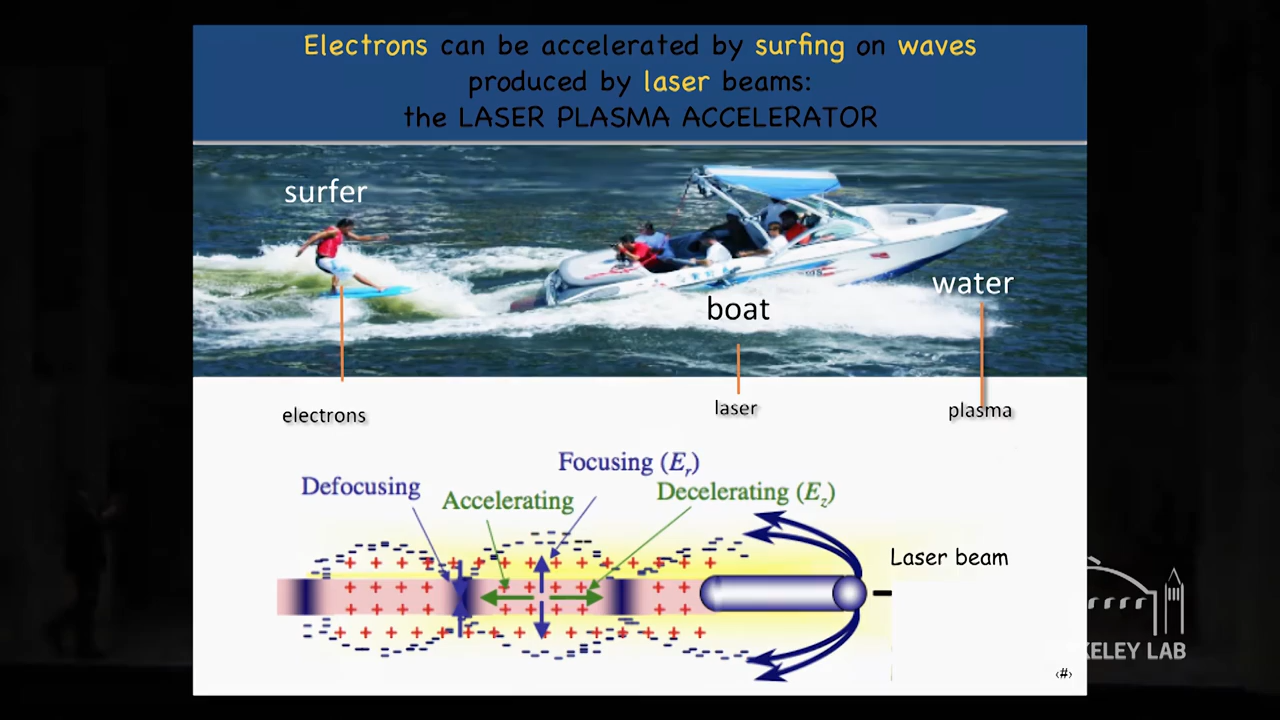 Electrons can be accelerated by surfing on waves
produced by laser beams:
the LASER PLASMA ACCELERATOR
surfer
water
boat
electrons
laser
plasma
Focusing (Er)
Defocusing
Accelerating
Decelerating (Ez)
Laser beam
KELEY LAB
‹#›